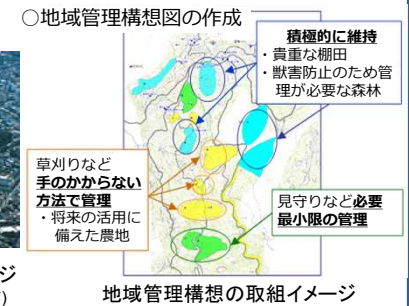 ○地域管理構想図の作成
積極的に維持
・貴重な棚田
・獣害防止のため管
理が必要な森林
草刈りなど
手のかからない
方法で管理
・将来の活用に
備えた農地
見守りなど必要
最小限の管理
ジ
地域管理構想の取組イメージ